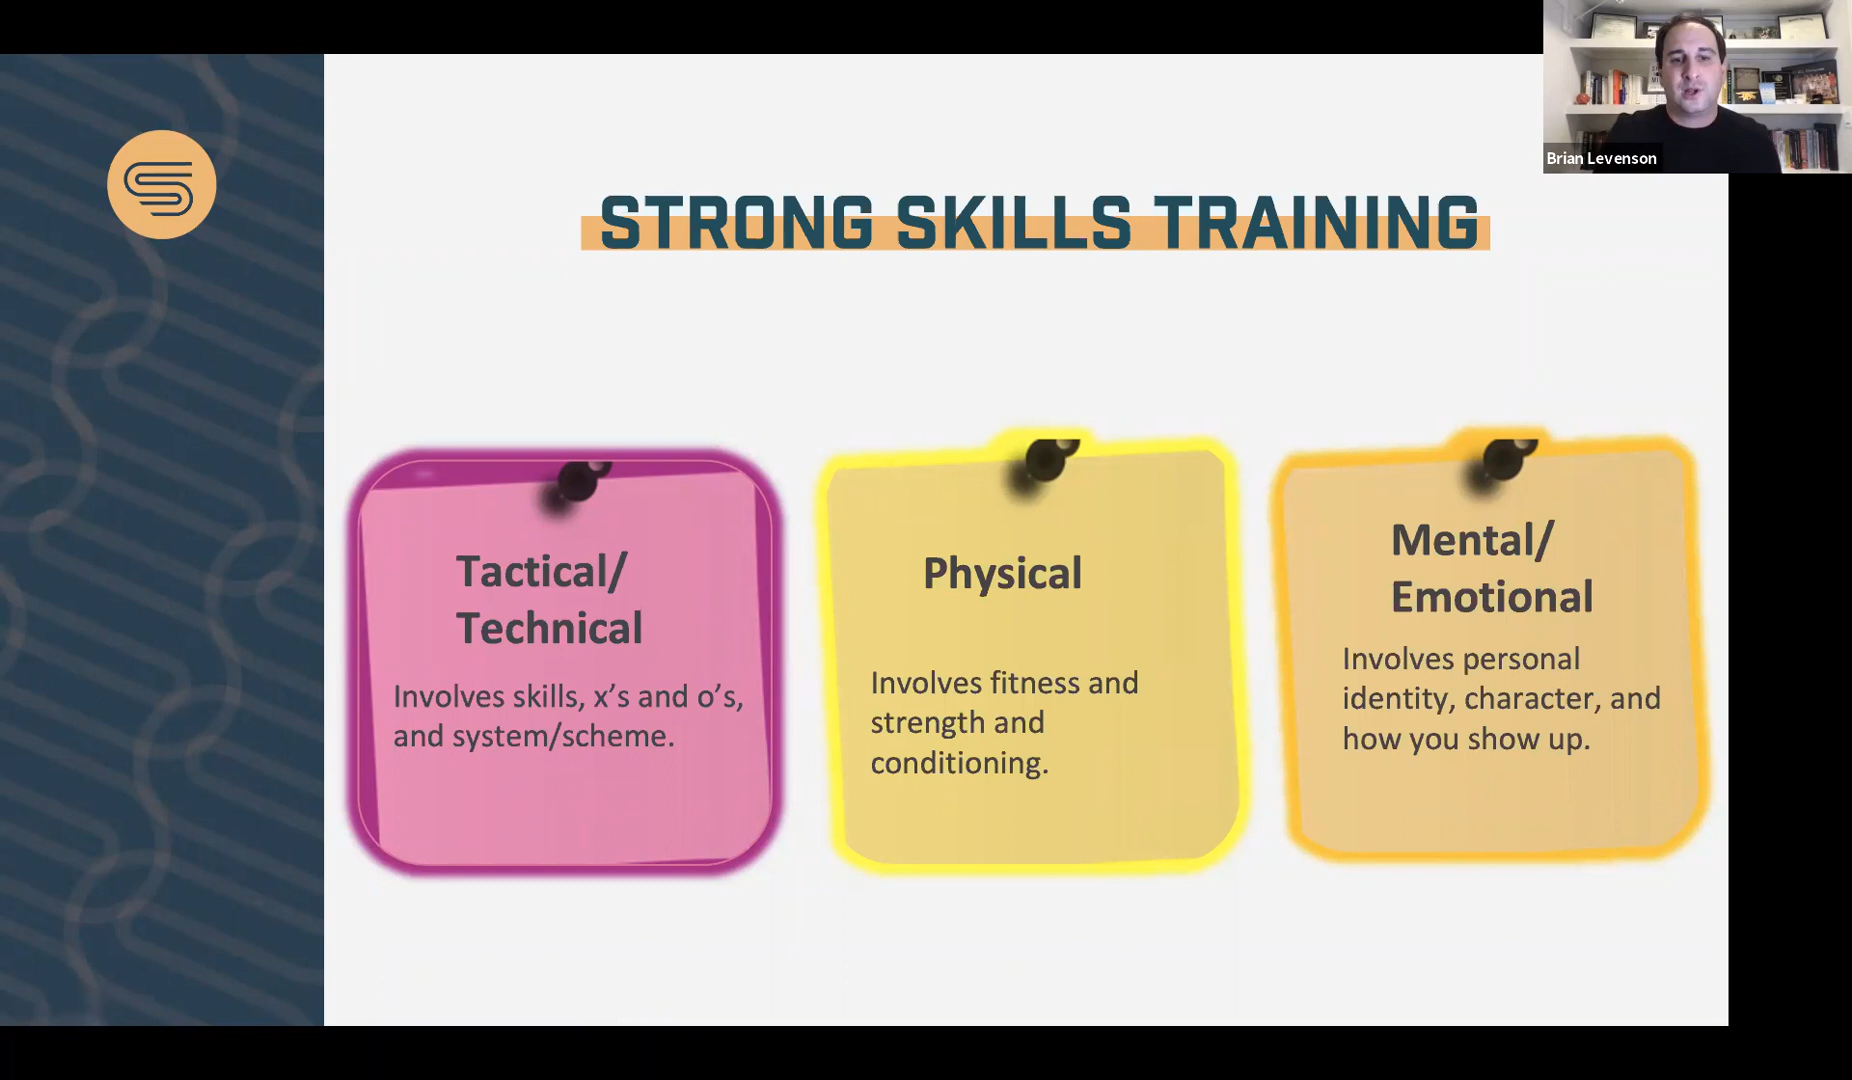 Brian Levenson
STRONG SKILLS TRAINING
Tactical/
Technical
Involves skills, x’s and o’s,
and system/scheme.
Physical
Involves fitness and
strength and
conditioning.
Mental/
Emotional
Involves personal
identity, character, and
how you show up.